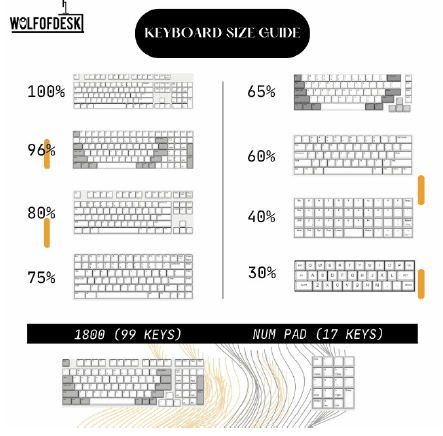 WOLFOFDESK
KEYBOARD SIZE GUIDE
100%
96%
80%
75%
65%
60%
40%
30%
1800 (99 KEYS)
NUM PAD (17 KEYS)
Q W E R T Y U I O P
A S D F G H J K L
Z X C V B N M